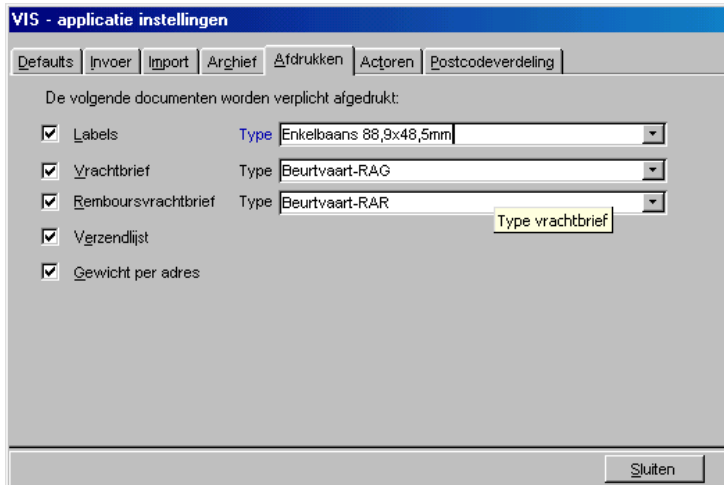 VIS - applicatie instellingen
Defaults Invoer Import Archief Afdrukken Actoren Postcodeverdeling
De volgende documenten worden verplicht afgedrukt:
Labels Type Enkelbaans 88,9x48,5mm
Vrachtbrief Type Beurtvaart-RAG
Remboursvrachtbrief Type Beurtvaart-RAR
Type vrachtbrief
Verzendlijst
Gewicht per adres
Sluiten